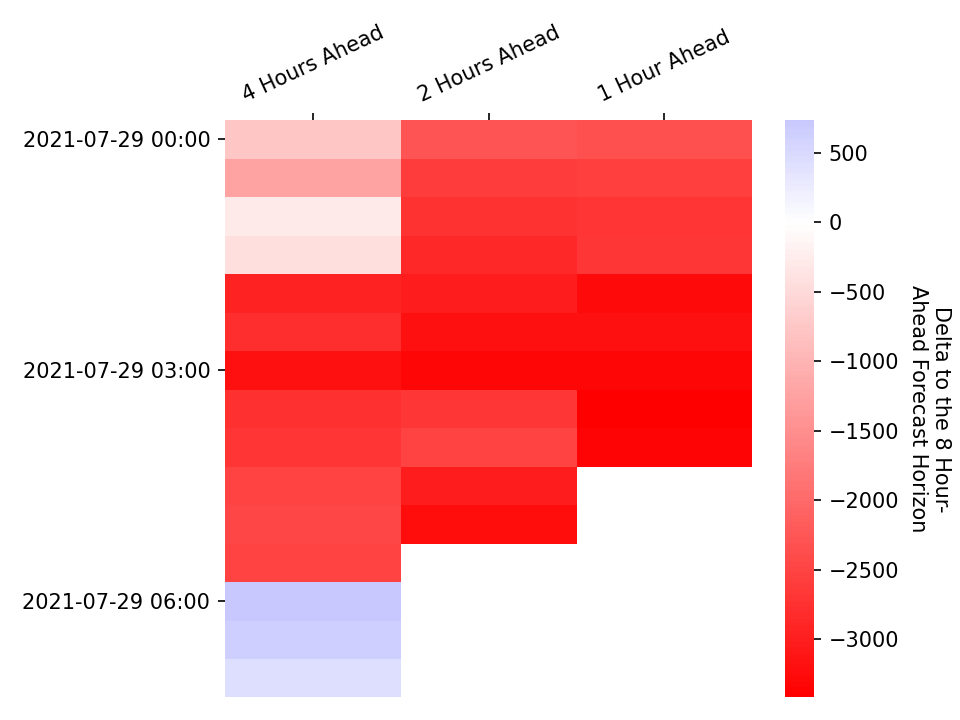 4 Hours Ahead
2 Hours Ahead
1 Hour Ahead
2021-07-29 00:00
2021-07-29 03:00
2021-07-29 06:00
500
0
−500
−1000
−1500
−2000
−2500
−3000
Delta to the 8 Hour-
Ahead Forecast Horizon